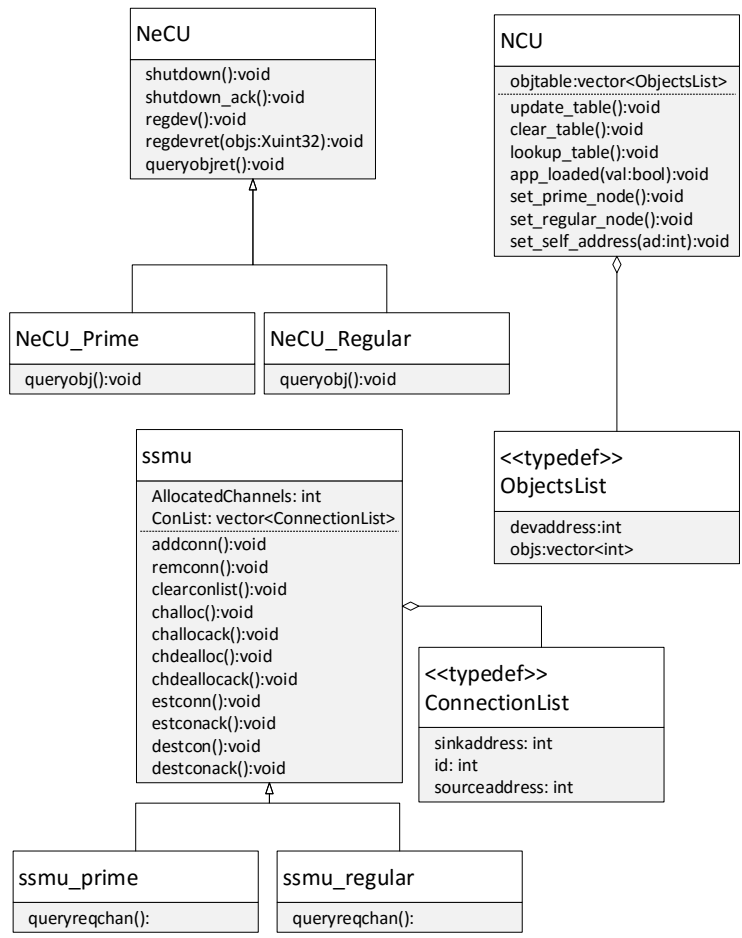 NeCU
shutdown():void
shutdown_ack():void
regdev():void
regdevret(objs:Xuint32):void
queryobjret():void
NCU
objtable:vector<ObjectsList>
update_table():void
clear_table():void
lookup_table():void
app_loaded(val:bool):void
set_prime_node():void
set_regular_node():void
set_self_address(ad:int):void
NeCU_Prime
queryobj():void
NeCU_Regular
queryobj():void
<<typedef>>
ObjectsList
devaddress:int
objs:vector<int>
ssmu
AllocatedChannels: int
ConList: vector<ConnectionList>
addconn():void
remconn():void
clearconlist():void
challoc():void
challocack():void
chdealloc():void
chdeallocack():void
estconn():void
estconack():void
destcon():void
destconack():void
<<typedef>>
ConnectionList
sinkaddress: int
id: int
sourceaddress: int
ssmu_prime
queryreqchan():
ssmu_regular
queryreqchan():